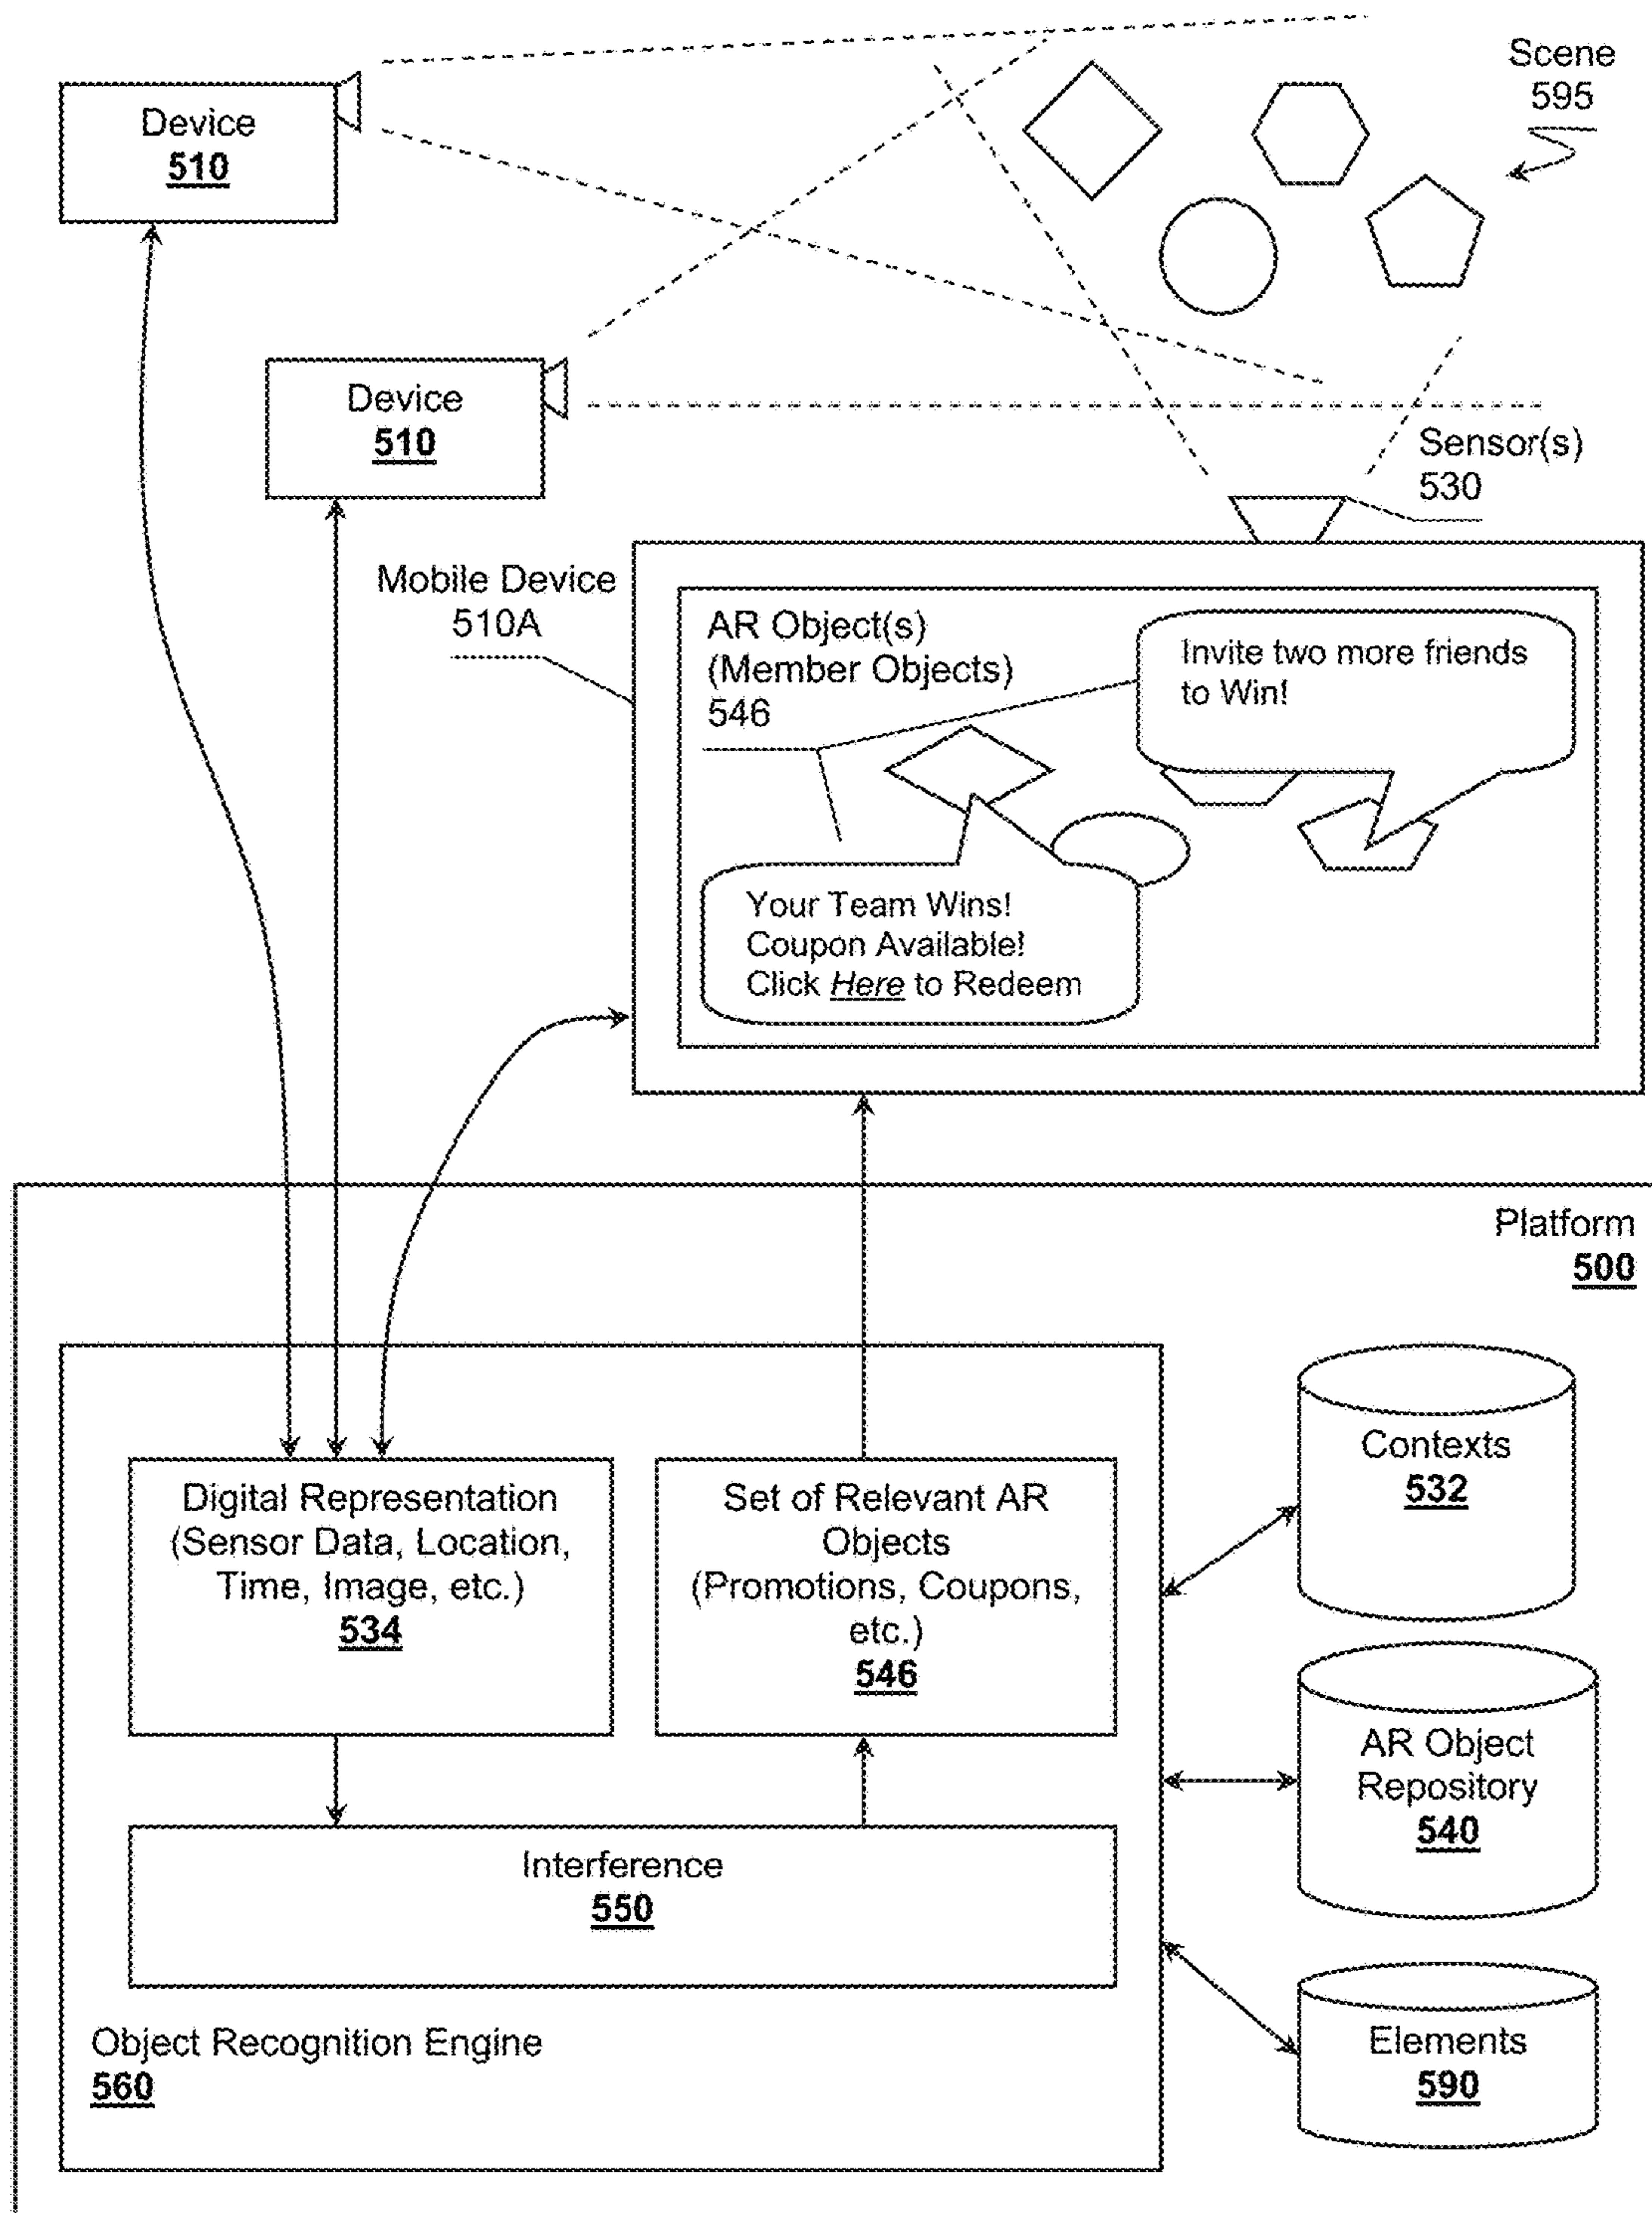 Scene
595
Device
510
Device
510
Sensor(s)
530
Mobile Device
510A
AR Object(s)
(Member Objects)
546
Invite two more friends
to Win!
Your Team Wins!
Coupon Available!
Click Here to Redeem
Platform
500
Digital Representation
(Sensor Data, Location,
Time, Image, etc.)
534
Set of Relevant AR
Objects
(Promotions, Coupons,
etc.)
546
Contexts
532
AR Object
Repository
540
Interference
550
Elements
590
Object Recognition Engine
560